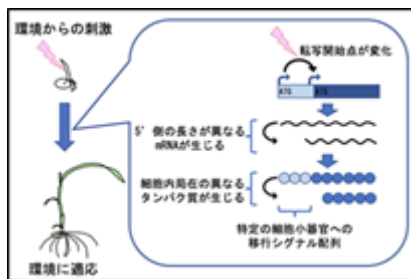 環境からの刺激
転写開始点が変化
ATG
ATG
5'側の長さが異なる
mRNAが生じる
細胞内局在の異なる
タンパク質が生じる
特定の細胞小器官への
移行シグナル配列
環境に適応